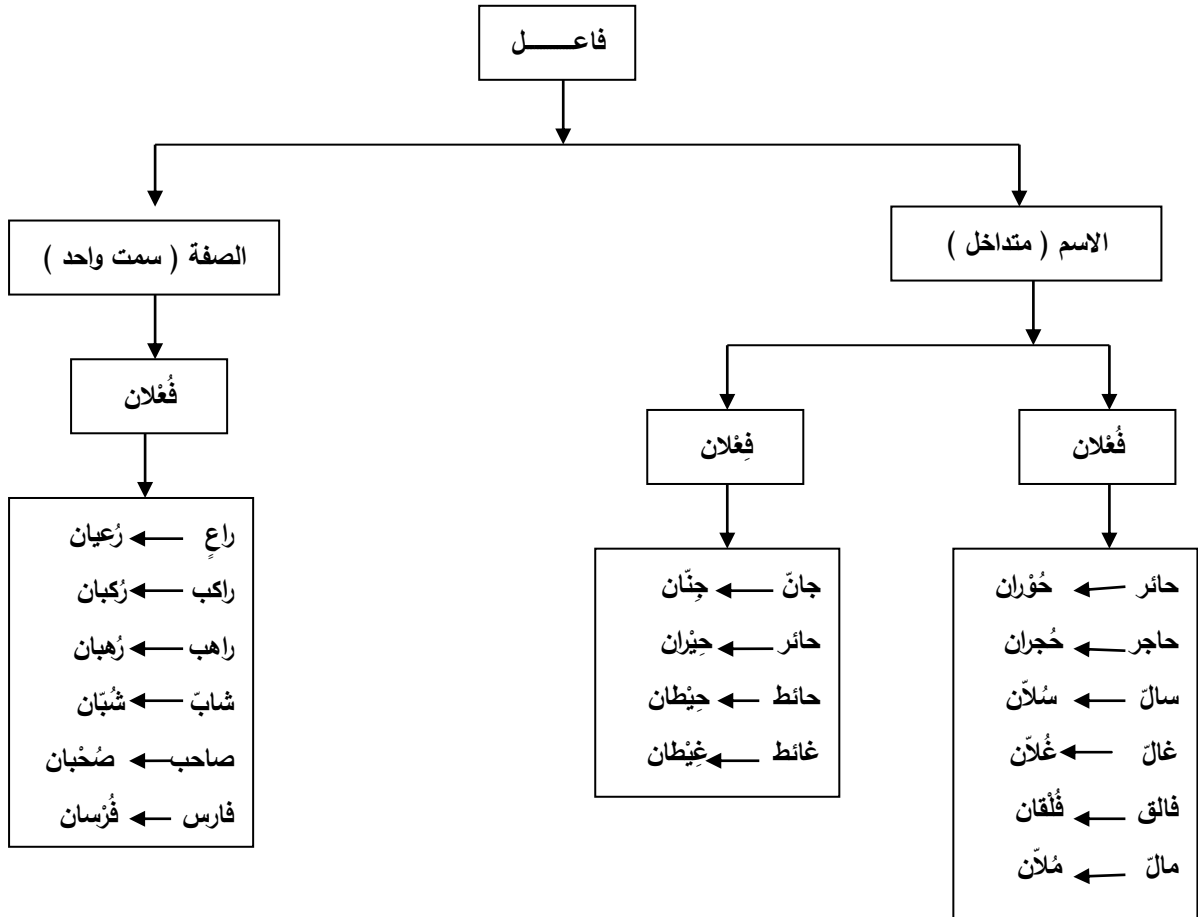 فاعـــــــل
الاسم ( متداخل )
الصفة ( سمت واحد )
فُعْلان
فِعْلان
فُعْلان
حائر ← حُوْران
حاجر ← حُجران
سالّ ← سُلاّن
غالّ ← غُلاّن
فالق ← فُلْقان
مالّ ← مُلاّن
جانّ ← جِنّان
حائر ← حِيْران
حائط ← حِيْطان
غائط ← غِيْطان
راعٍ ← رُعيان
راكب ← رُكبان
راهب ← رُهبان
شابّ ← شُبّان
صاحب ← صُحْبان
فارس ← فُرْسان